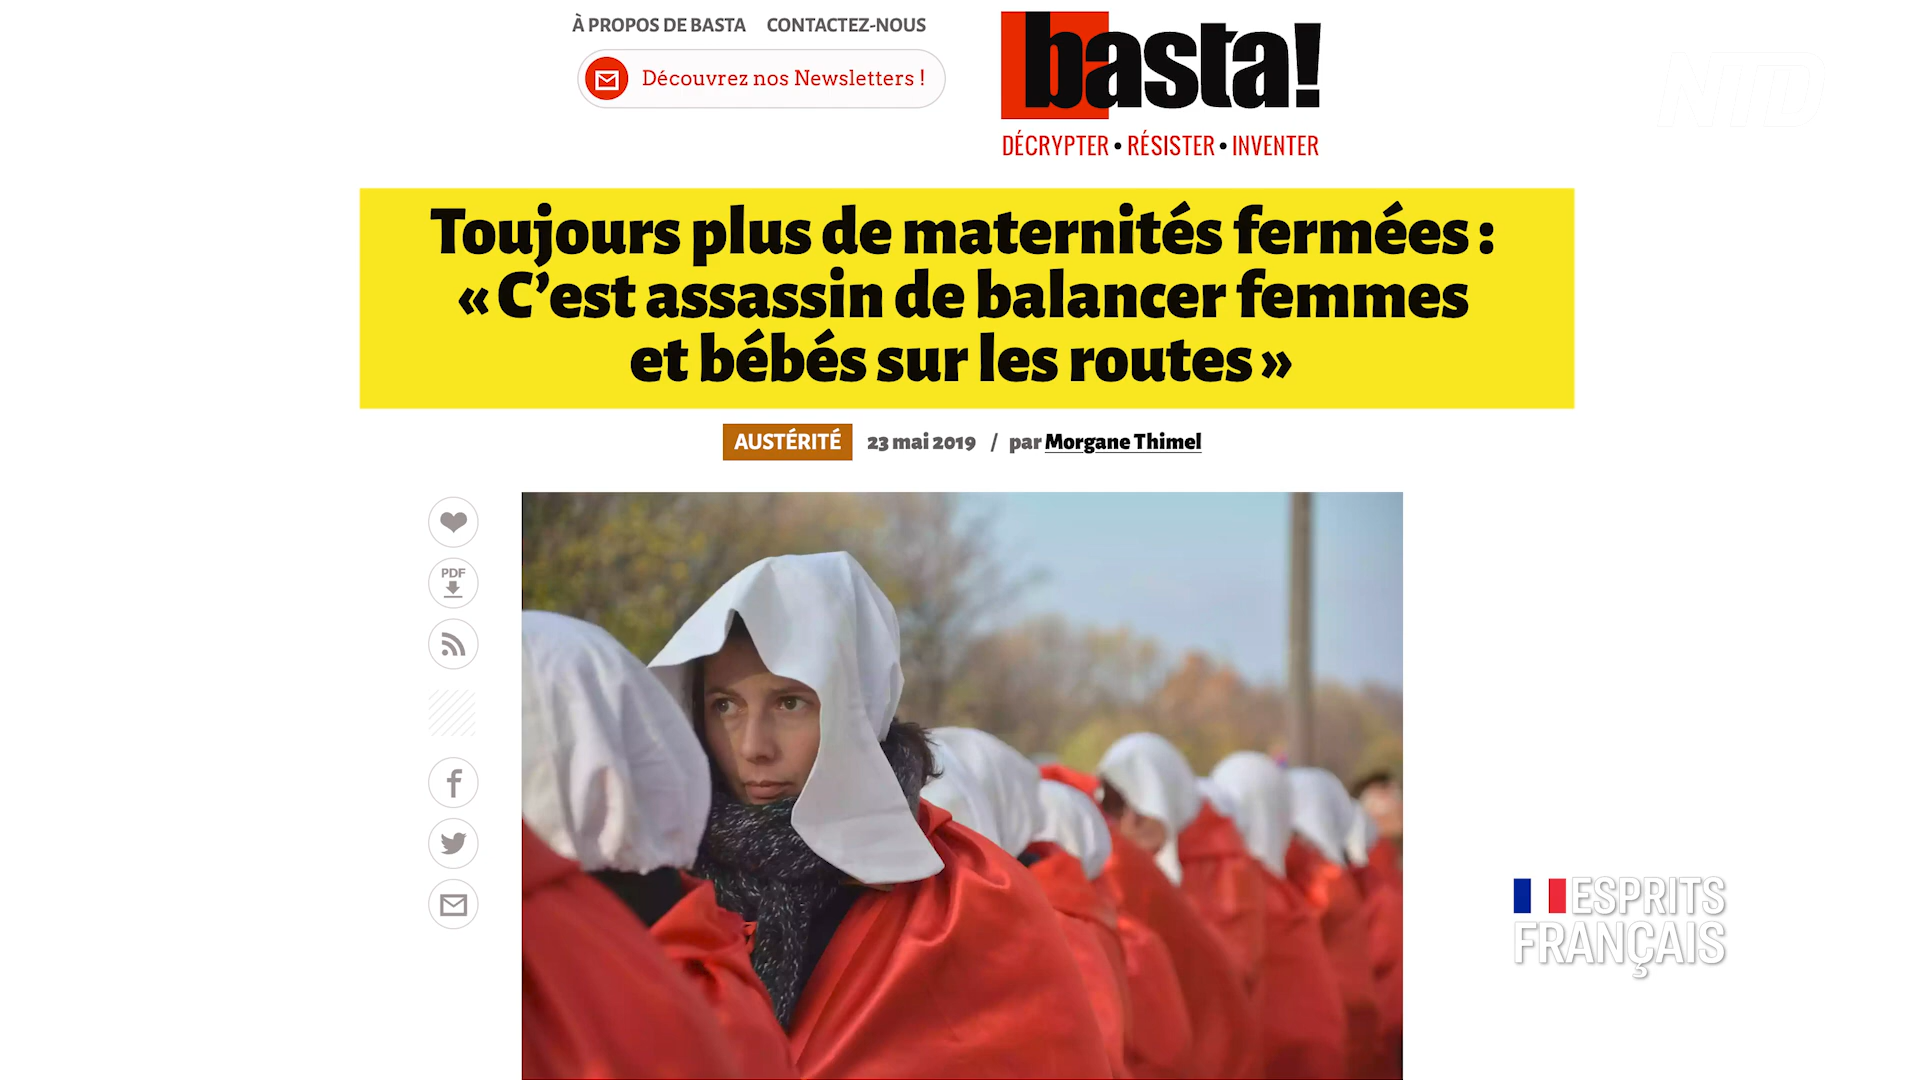 À PROPOS DE BASTA CONTACTEZ-NOUS
Découvrez nos Newsletters !
basta!
DÉCRYPTER • RÉSISTER • INVENTER
NTD
Toujours plus de maternités fermées :
« C’est assassin de balancer femmes
et bébés sur les routes »
AUSTÉRITÉ 23 mai 2019 / par Morgane Thimel
PDF
ESPRITS
FRANÇAIS